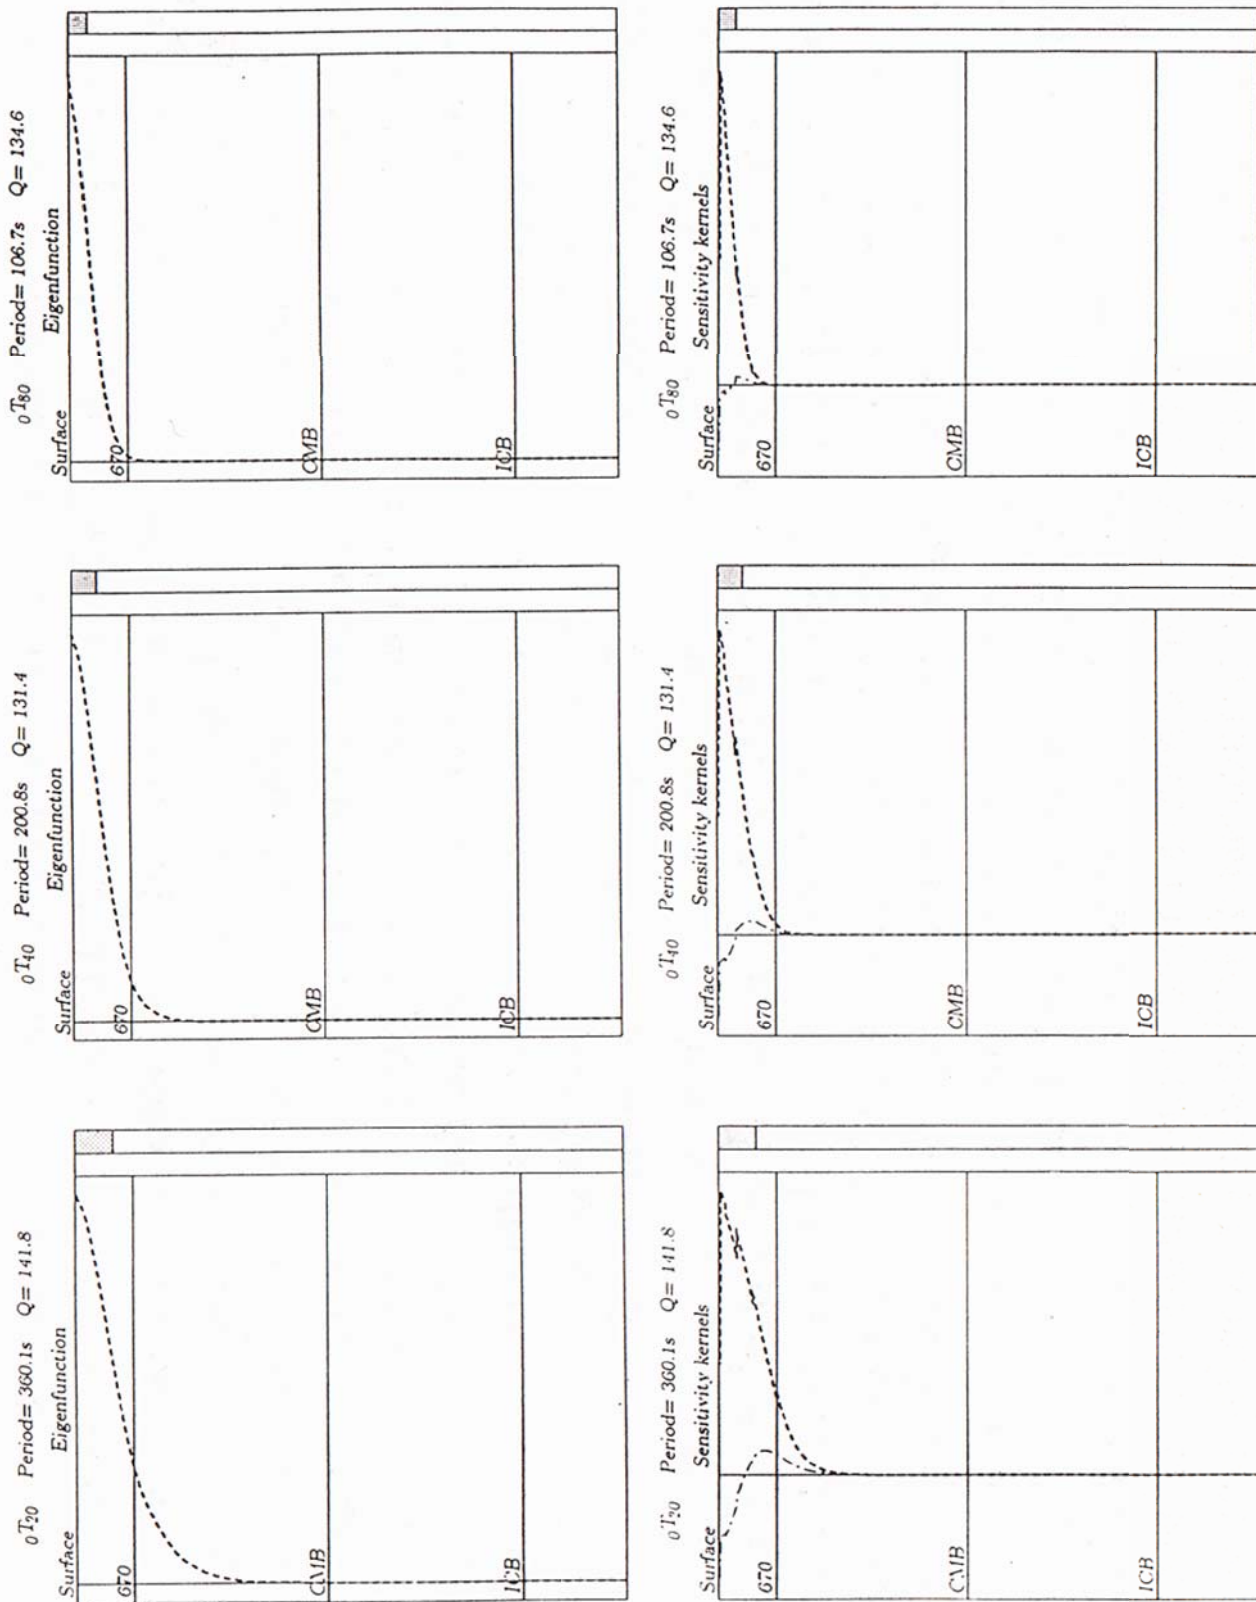 ₀T₈₀ Period= 106.7s Q= 134.6
Eigenfunction
Surface
670
CMB
ICB
₀T₈₀ Period= 106.7s Q= 134.6
Sensitivity kernels
Surface
670
CMB
ICB
₀T₄₀ Period= 200.8s Q= 131.4
Eigenfunction
Surface
670
CMB
ICB
₀T₄₀ Period= 200.8s Q= 131.4
Sensitivity kernels
Surface
670
CMB
ICB
₀T₂₀ Period= 360.1s Q= 141.8
Eigenfunction
Surface
670
CMB
ICB
₀T₂₀ Period= 360.1s Q= 141.8
Sensitivity kernels
Surface
670
CMB
ICB